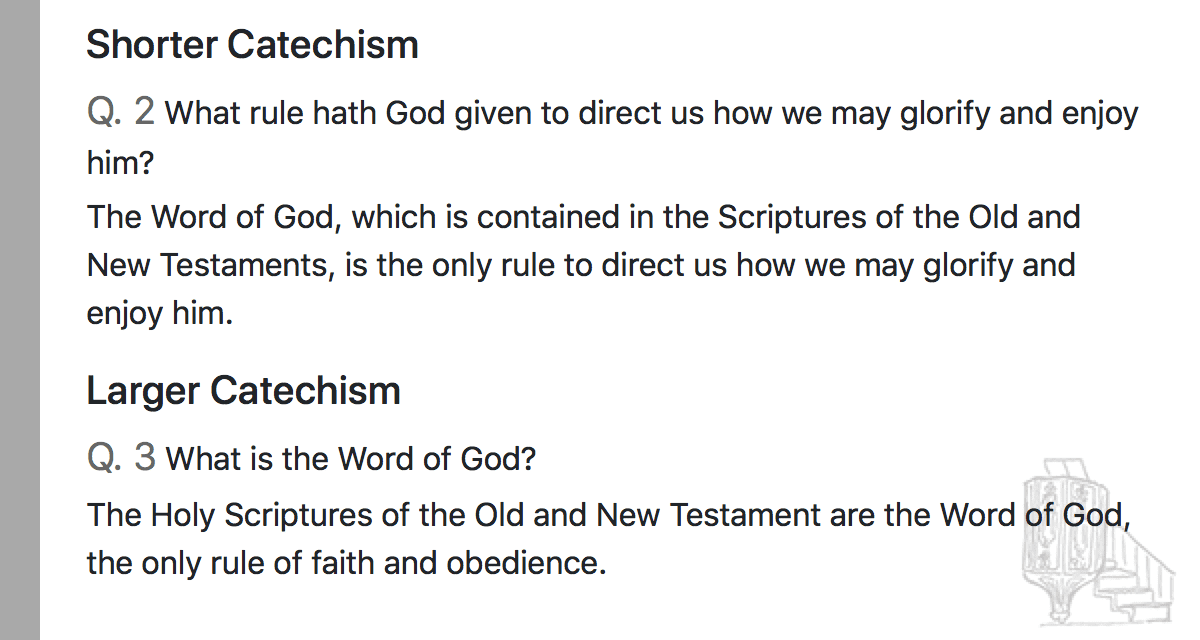 Shorter Catechism
Q. 2 What rule hath God given to direct us how we may glorify and enjoy
him?
The Word of God, which is contained in the Scriptures of the Old and
New Testaments, is the only rule to direct us how we may glorify and
enjoy him.
Larger Catechism
Q. 3 What is the Word of God?
The Holy Scriptures of the Old and New Testament are the Word of God,
the only rule of faith and obedience.